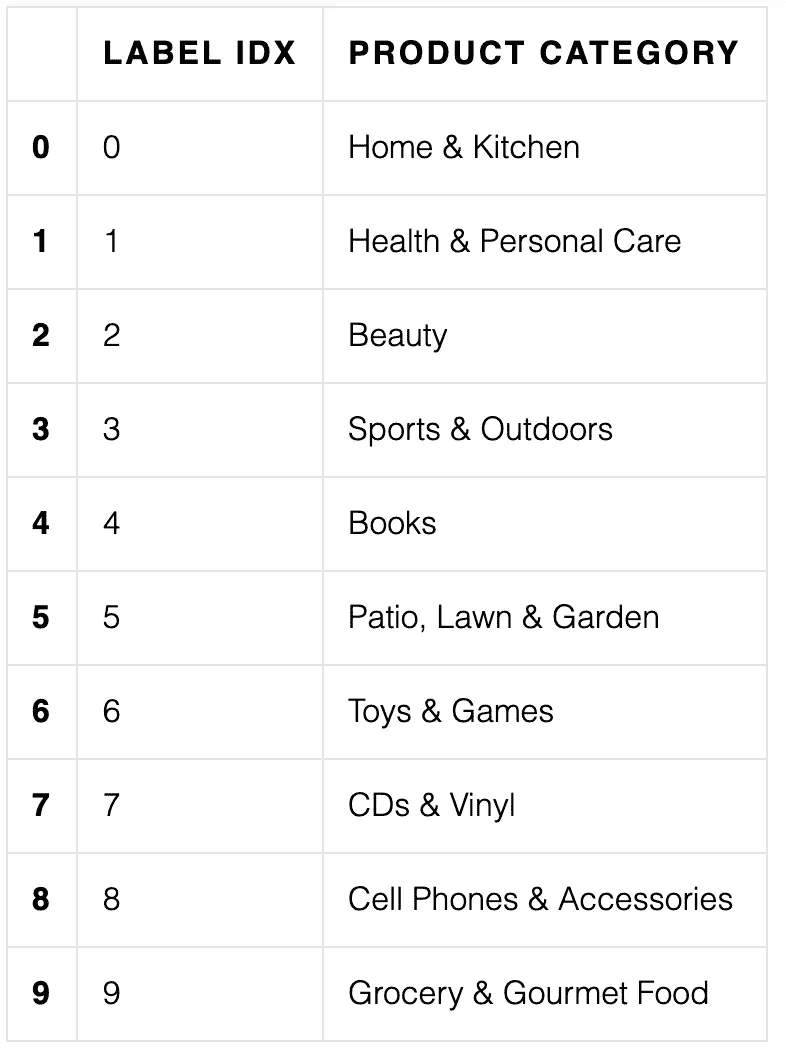 LABEL IDX PRODUCT CATEGORY
0 0 Home & Kitchen
1 1 Health & Personal Care
2 2 Beauty
3 3 Sports & Outdoors
4 4 Books
5 5 Patio, Lawn & Garden
6 6 Toys & Games
7 7 CDs & Vinyl
8 8 Cell Phones & Accessories
9 9 Grocery & Gourmet Food